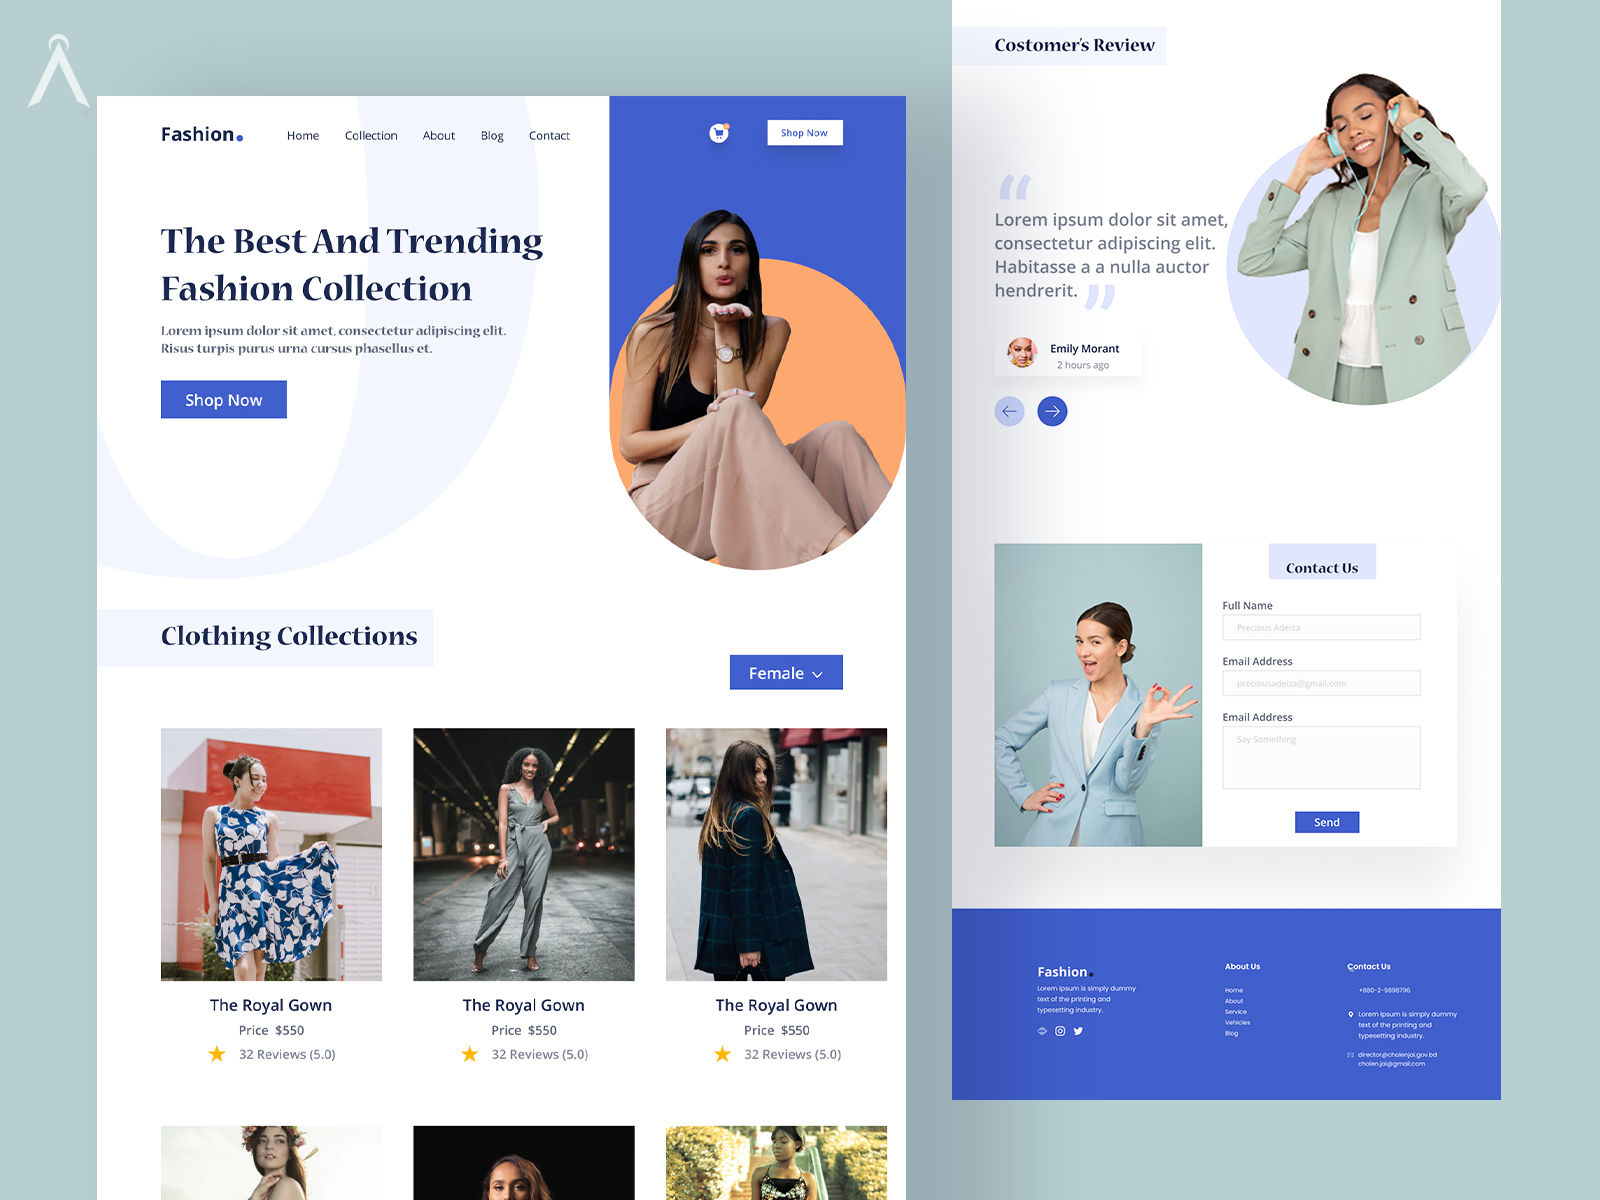 Fashion.
Home Collection About Blog Contact
Shop Now
The Best And Trending
Fashion Collection
Lorem ipsum dolor sit amet, consectetur adipiscing elit.
Risus turpis purus urna cursus phasellus et.
Shop Now
Clothing Collections
Female
The Royal Gown
Price $550
32 Reviews (5.0)
The Royal Gown
Price $550
32 Reviews (5.0)
The Royal Gown
Price $550
32 Reviews (5.0)
Costomer's Review
“
Lorem ipsum dolor sit amet,
consectetur adipiscing elit.
Habitasse a a nulla auctor
hendrerit. ”
Emily Morant
2 hours ago
Contact Us
Full Name
Precious Adeiza
Email Address
preciousadeiza@gmail.com
Email Address
Say Something
Send
Fashion.
Lorem Ipsum is simply dummy
text of the printing and
typesetting industry.
About Us
Home
About
Service
Vehicles
Blog
Contact Us
+880-2-9898796
Lorem Ipsum is simply dummy
text of the printing and
typesetting industry.
director@cholenjai.gov.bd
cholen.jai@gmail.com